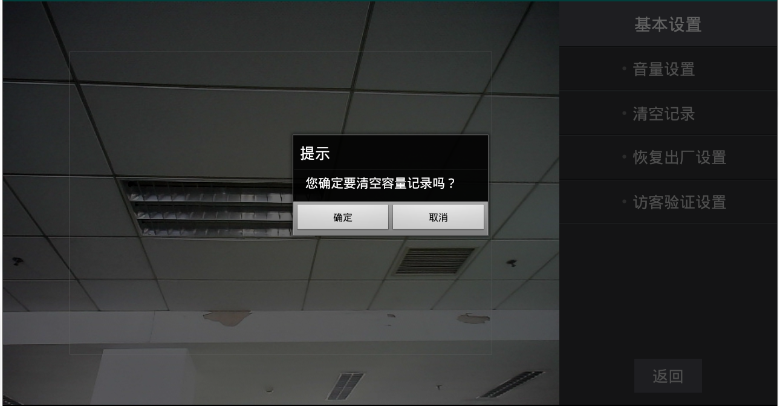 基本设置
• 音量设置
• 清空记录
• 恢复出厂设置
• 访客验证设置
提示
您确定要清空容量记录吗？
确定
取消
返回